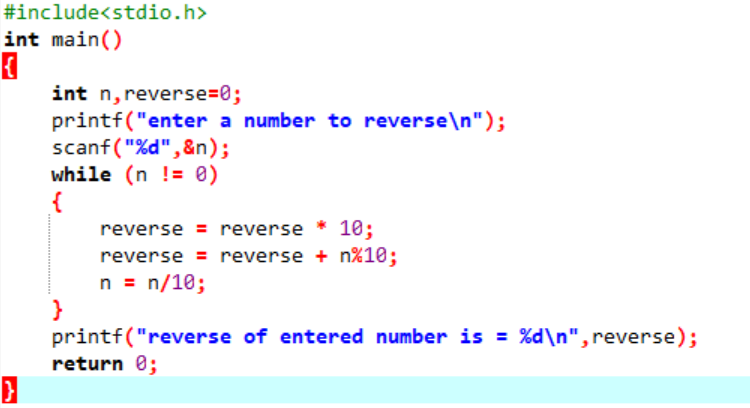 #include<stdio.h>
int main()
{
    int n,reverse=0;
    printf("enter a number to reverse\n");
    scanf("%d",&n);
    while (n != 0)
    {
        reverse = reverse * 10;
        reverse = reverse + n%10;
        n = n/10;
    }
    printf("reverse of entered number is = %d\n",reverse);
    return 0;
}